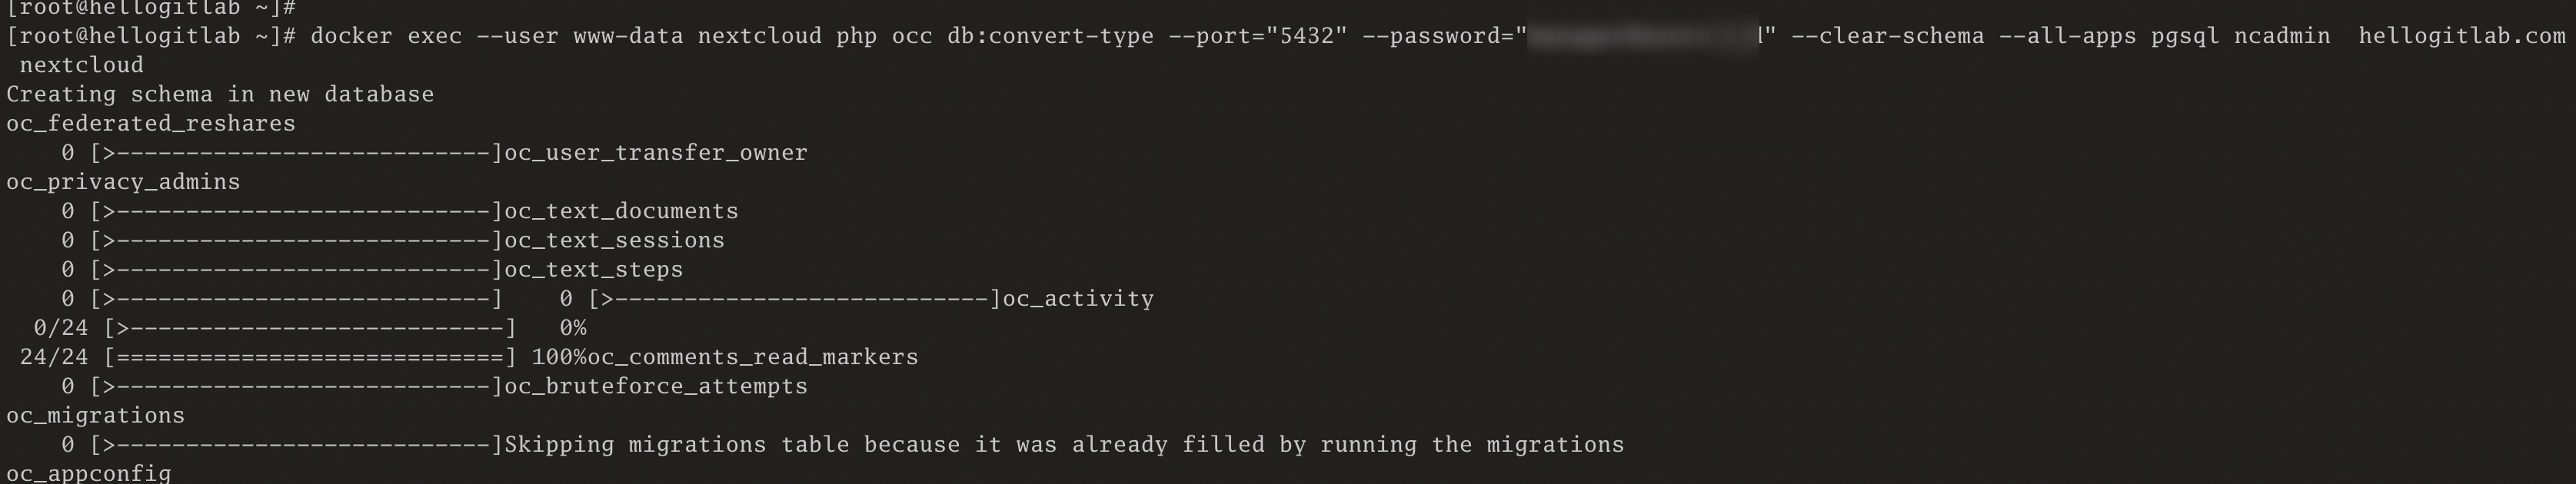 [root@hellogitlab ~]#
[root@hellogitlab ~]# docker exec --user www-data nextcloud php occ db:convert-type --port="5432" --password=" " --clear-schema --all-apps pgsql ncadmin  hellogitlab.com
 nextcloud
Creating schema in new database
oc_federated_reshares
    0 [>---------------------------]oc_user_transfer_owner
oc_privacy_admins
    0 [>---------------------------]oc_text_documents
    0 [>---------------------------]oc_text_sessions
    0 [>---------------------------]oc_text_steps
    0 [>---------------------------]    0 [>---------------------------]oc_activity
  0/24 [>---------------------------]   0%
 24/24 [============================] 100%oc_comments_read_markers
    0 [>---------------------------]oc_bruteforce_attempts
oc_migrations
    0 [>---------------------------]Skipping migrations table because it was already filled by running the migrations
oc_appconfig